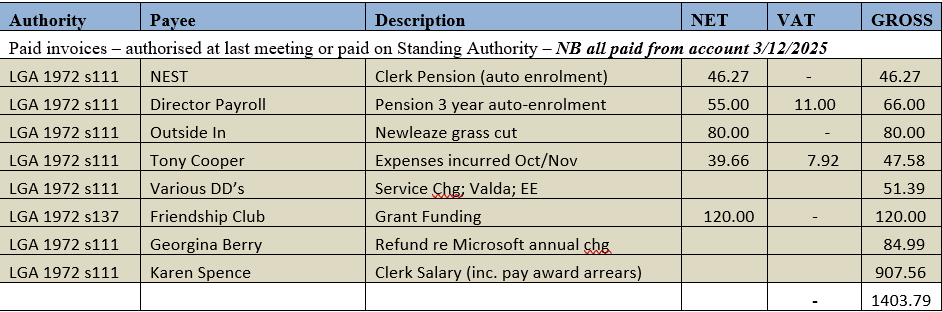 Authority Payee Description NET VAT GROSS
Paid invoices – authorised at last meeting or paid on Standing Authority – NB all paid from account 3/12/2025
LGA 1972 s111 NEST Clerk Pension (auto enrolment) 46.27 - 46.27
LGA 1972 s111 Director Payroll Pension 3 year auto-enrolment 55.00 11.00 66.00
LGA 1972 s111 Outside In Newleaze grass cut 80.00 - 80.00
LGA 1972 s111 Tony Cooper Expenses incurred Oct/Nov 39.66 7.92 47.58
LGA 1972 s111 Various DD’s Service Chg; Valda; EE 51.39
LGA 1972 s137 Friendship Club Grant Funding 120.00 - 120.00
LGA 1972 s111 Georgina Berry Refund re Microsoft annual chg 84.99
LGA 1972 s111 Karen Spence Clerk Salary (inc. pay award arrears) 907.56
- 1403.79